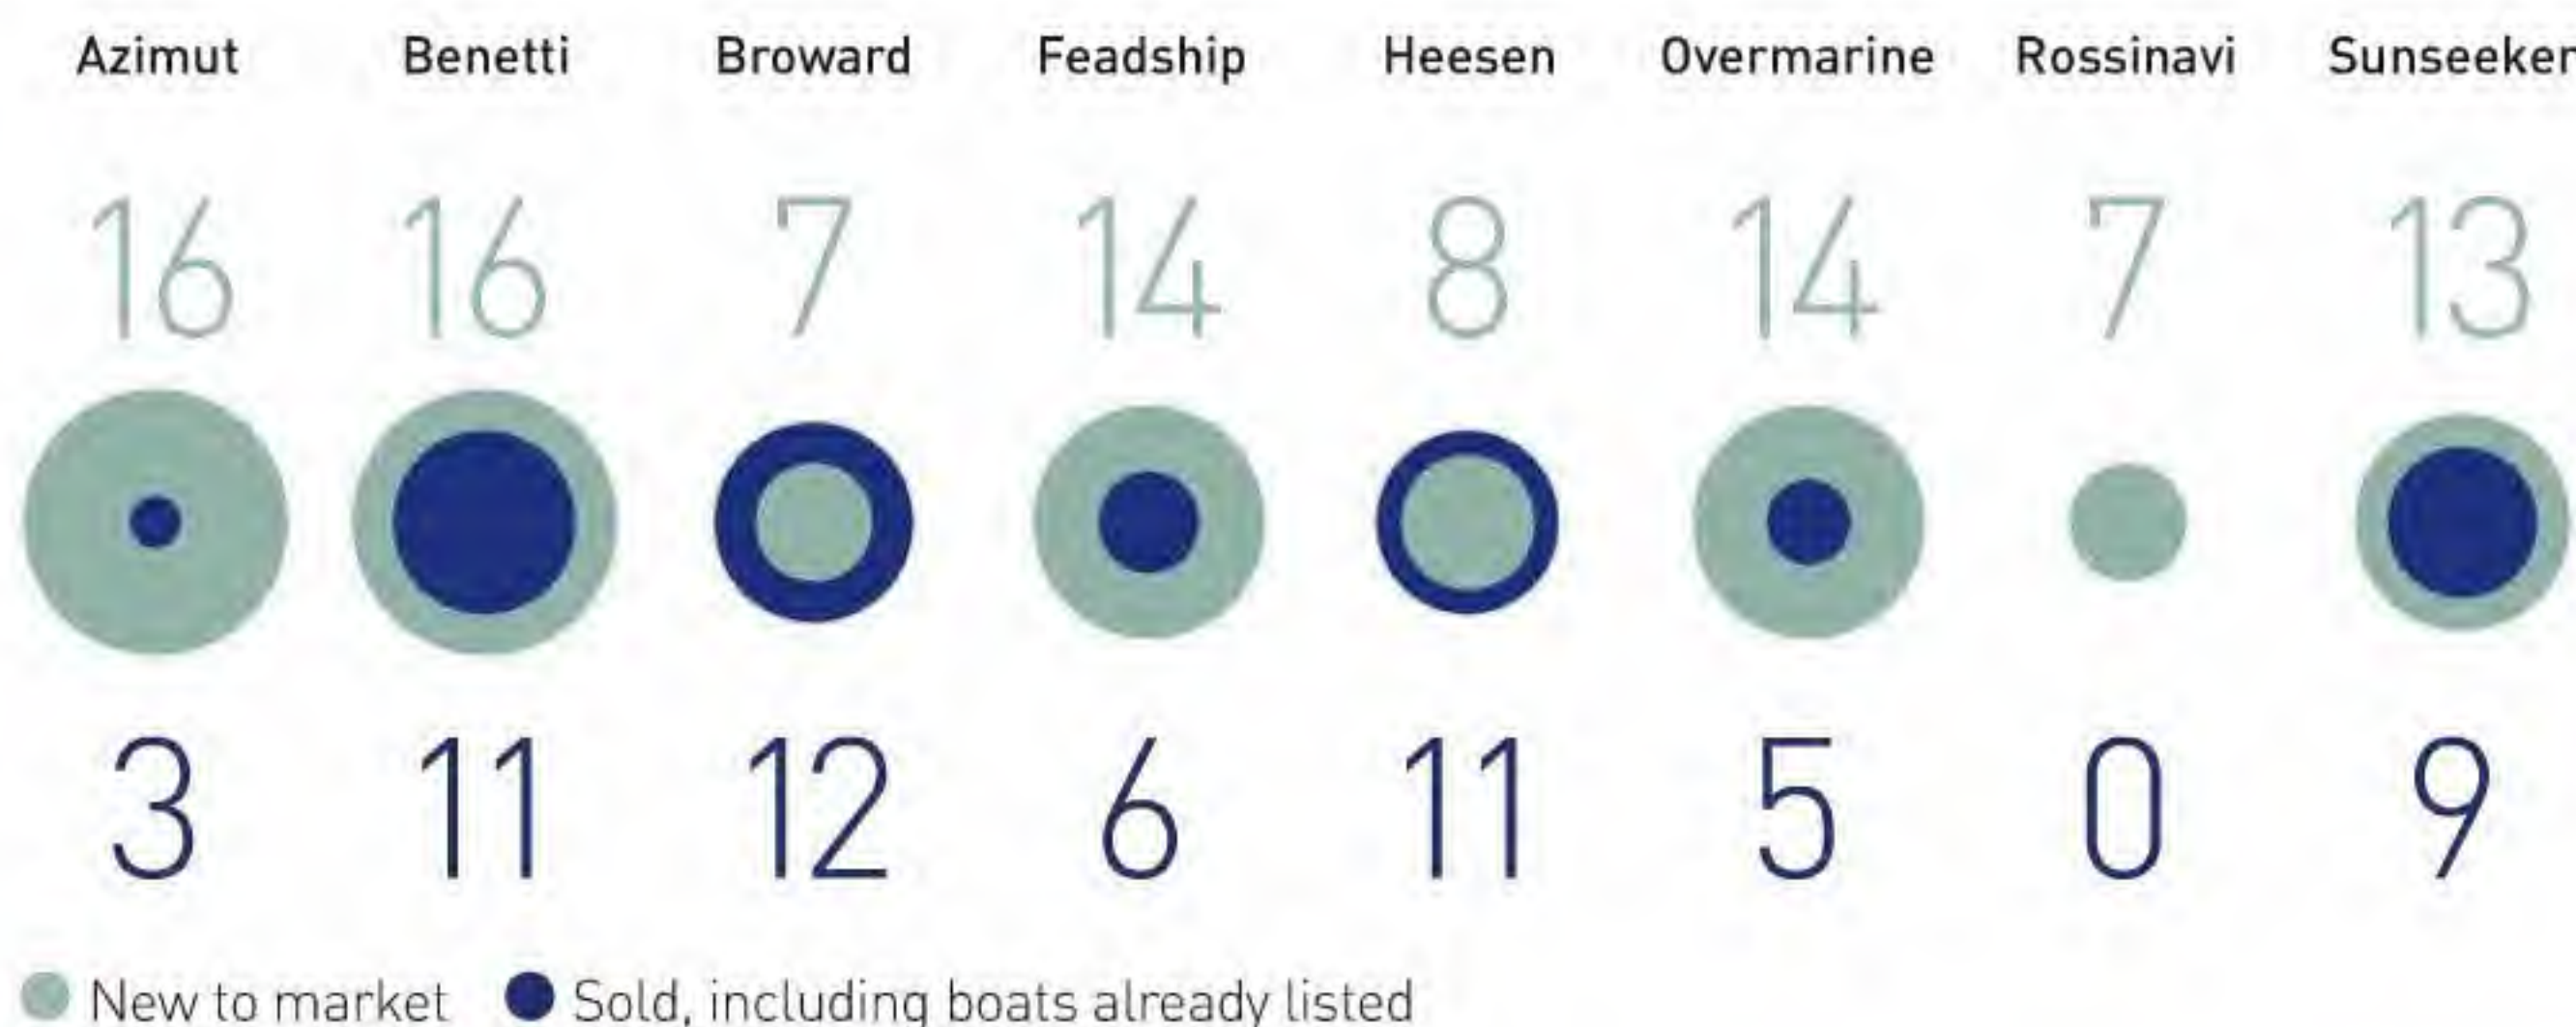 Azimut Benetti Broward Feadship Heesen Overmarine Rossinavi Sunseeker
16 16 7 14 8 14 7 13
3 11 12 6 11 5 0 9
New to market Sold, including boats already listed